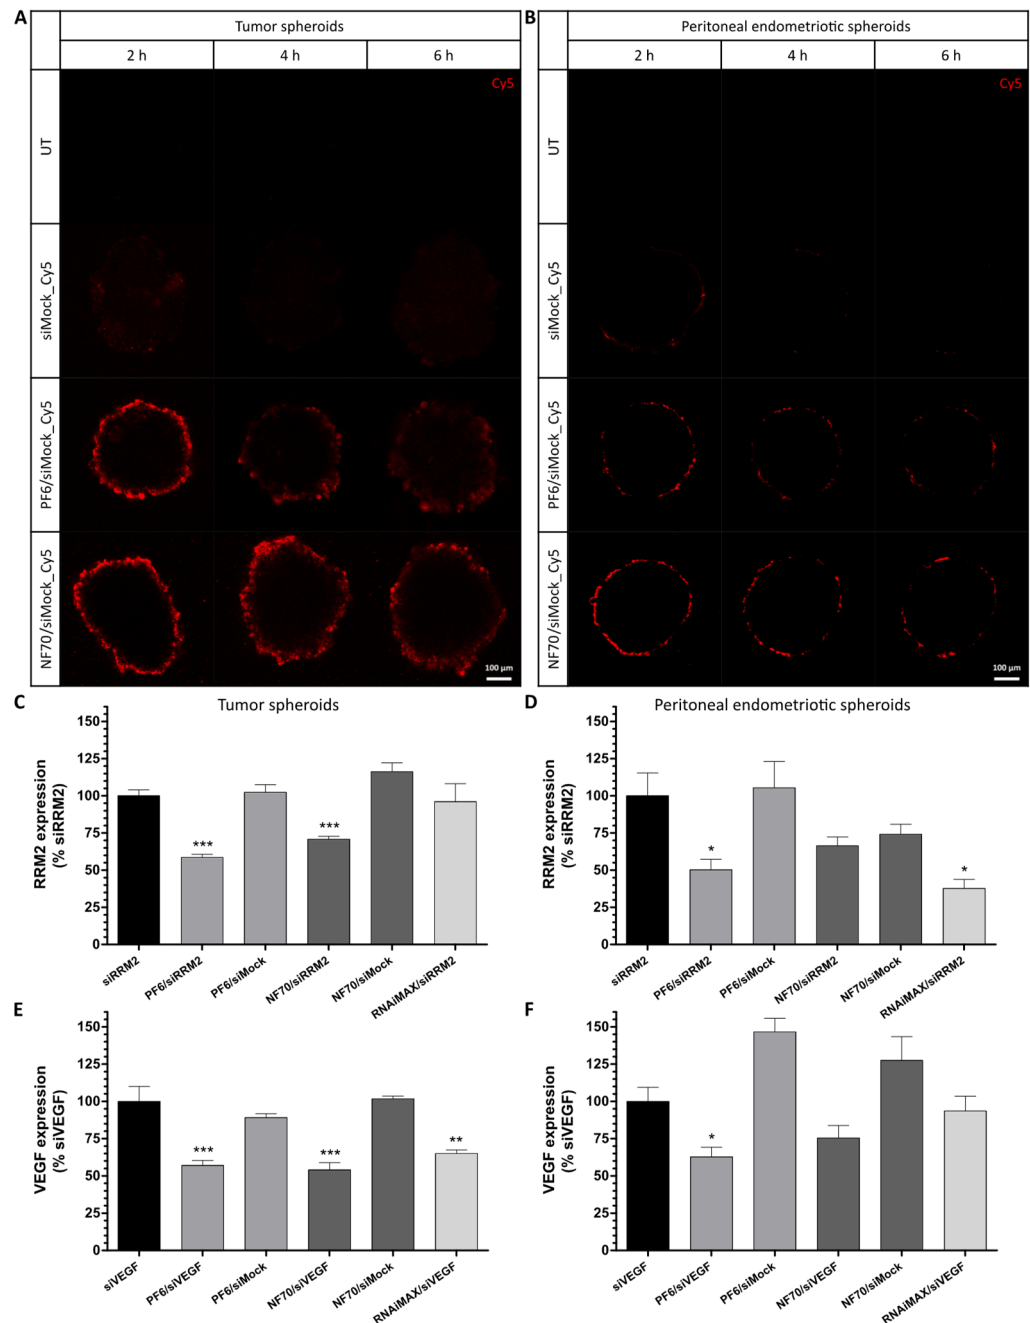 A
Tumor spheroids
2 h 4 h 6 h
Cy5
UT
siMock_Cy5
PF6/siMock_Cy5
NF70/siMock_Cy5
100 µm
B
Peritoneal endometriotic spheroids
2 h 4 h 6 h
Cy5
UT
siMock_Cy5
PF6/siMock_Cy5
NF70/siMock_Cy5
100 µm
C
Tumor spheroids
RRM2 expression
(% siRRM2)
150
125
100
75
50
25
0
***
***
siRRM2
PF6/siRRM2
PF6/siMock
NF70/siRRM2
NF70/siMock
RNAiMAX/siRRM2
D
Peritoneal endometriotic spheroids
RRM2 expression
(% siRRM2)
150
125
100
75
50
25
0
*
*
siRRM2
PF6/siRRM2
PF6/siMock
NF70/siRRM2
NF70/siMock
RNAiMAX/siRRM2
E
VEGF expression
(% siVEGF)
150
125
100
75
50
25
0
***
***
**
siVEGF
PF6/siVEGF
PF6/siMock
NF70/siVEGF
NF70/siMock
RNAiMAX/siVEGF
F
VEGF expression
(% siVEGF)
150
125
100
75
50
25
0
*
siVEGF
PF6/siVEGF
PF6/siMock
NF70/siVEGF
NF70/siMock
RNAiMAX/siVEGF